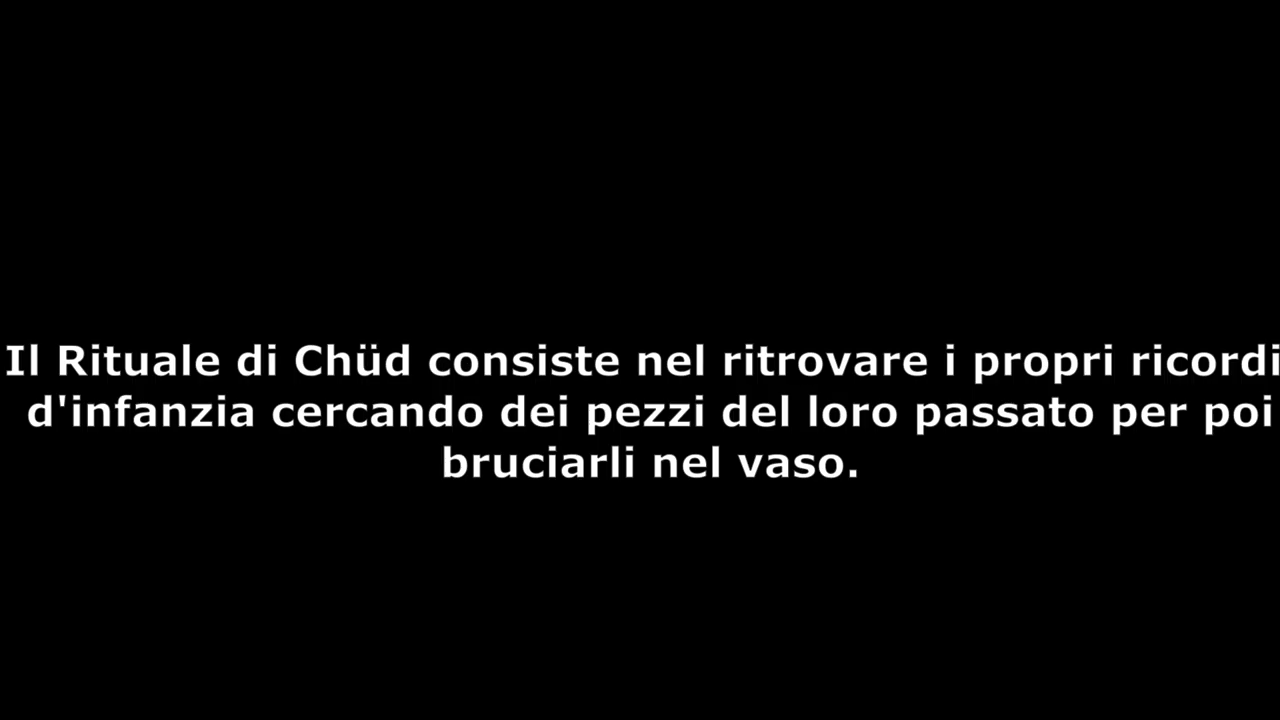 Il Rituale di Chüd consiste nel ritrovare i propri ricordi
d'infanzia cercando dei pezzi del loro passato per poi
bruciarli nel vaso.